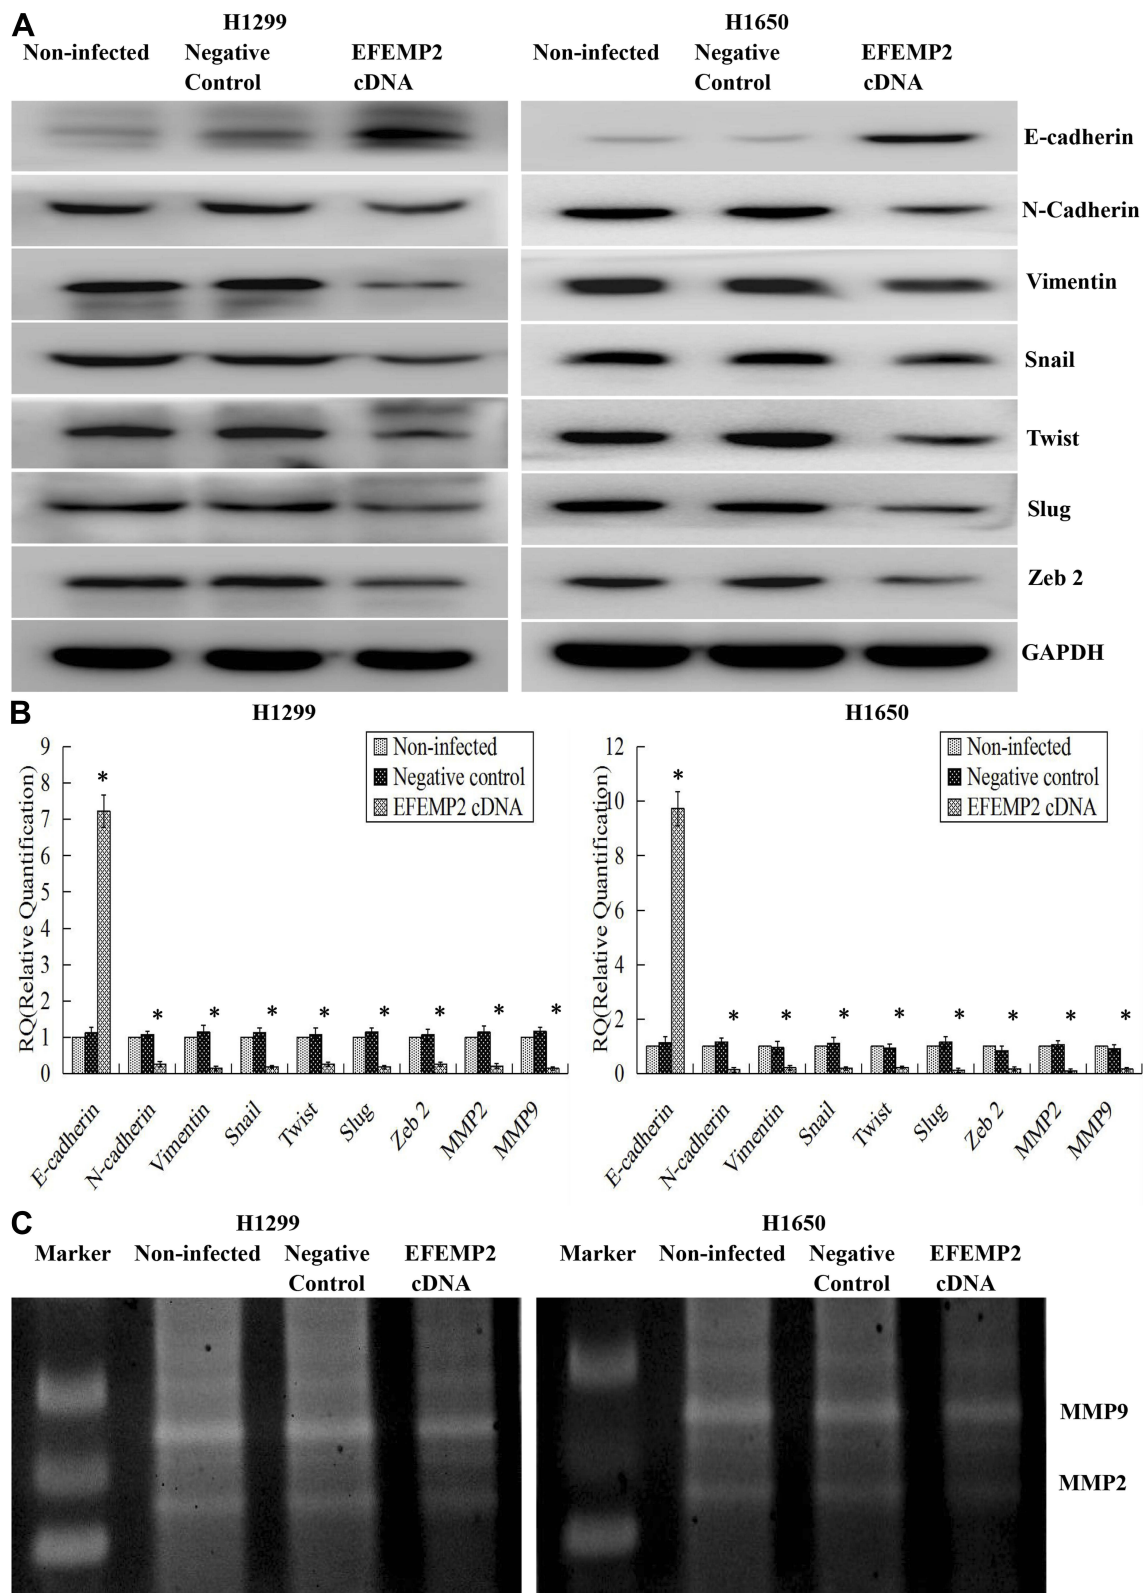 A
H1299
H1650
Non-infected Negative Control EFEMP2 cDNA
Non-infected Negative Control EFEMP2 cDNA
E-cadherin
N-Cadherin
Vimentin
Snail
Twist
Slug
Zeb 2
GAPDH
B
H1299
RQ(Relative Quantification)
9
8
7
6
5
4
3
2
1
0
Non-infected
Negative control
EFEMP2 cDNA
*
* * * * * * * *
E-cadherin N-cadherin Vimentin Snail Twist Slug Zeb 2 MMP2 MMP9
H1650
RQ(Relative Quantification)
12
10
8
6
4
2
0
Non-infected
Negative control
EFEMP2 cDNA
*
* * * * * * * *
E-cadherin N-cadherin Vimentin Snail Twist Slug Zeb 2 MMP2 MMP9
C
H1299
H1650
Marker Non-infected Negative Control EFEMP2 cDNA
Marker Non-infected Negative Control EFEMP2 cDNA
MMP9
MMP2